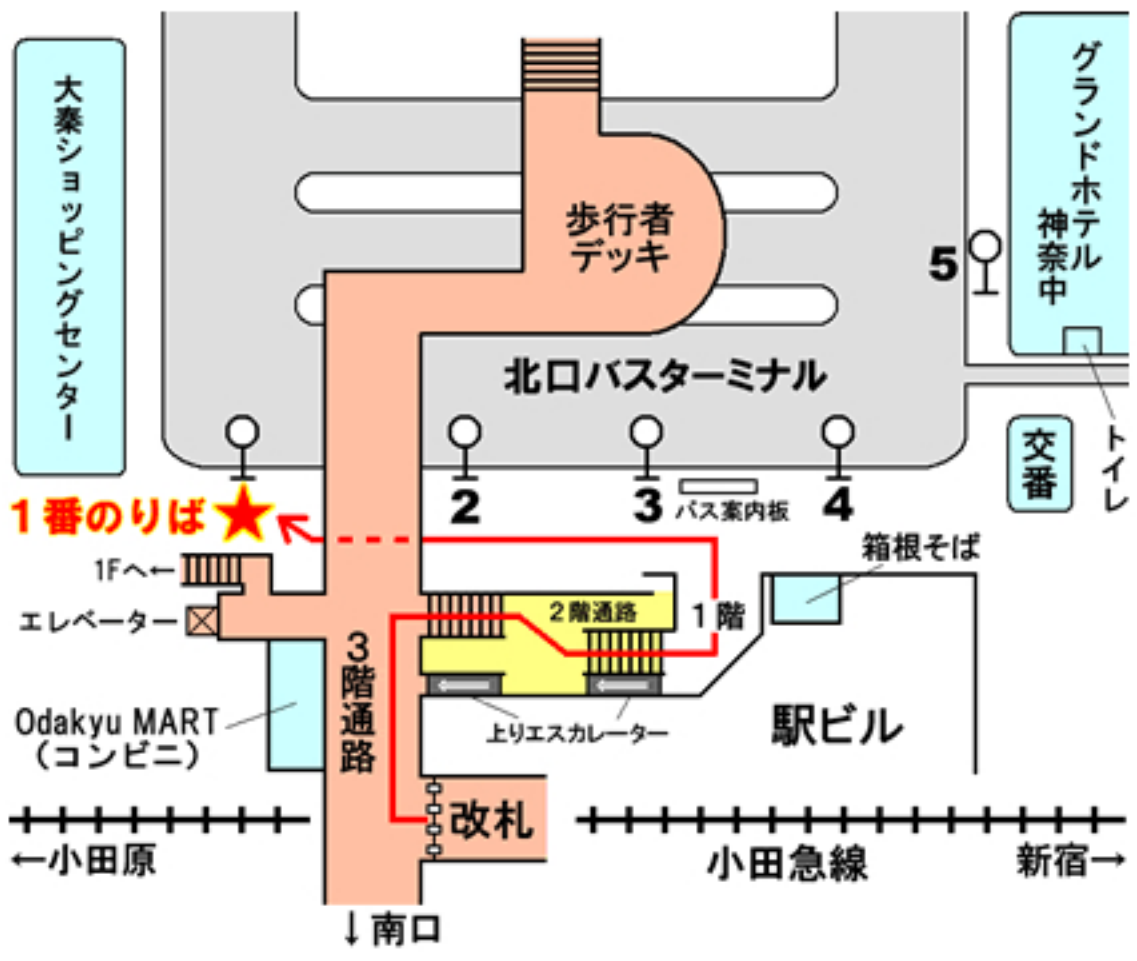 大秦ショッピングセンター
グランドホテル
神奈中
歩行者
デッキ
5
北口バスターミナル
トイレ
交番
1番のりば
2
3
バス案内板
4
箱根そば
1Fへ←
エレベーター
2階通路
1階
3階通路
Odakyu MART
(コンビニ)
上りエスカレーター
駅ビル
改札
←小田原
小田急線
新宿→
↓南口